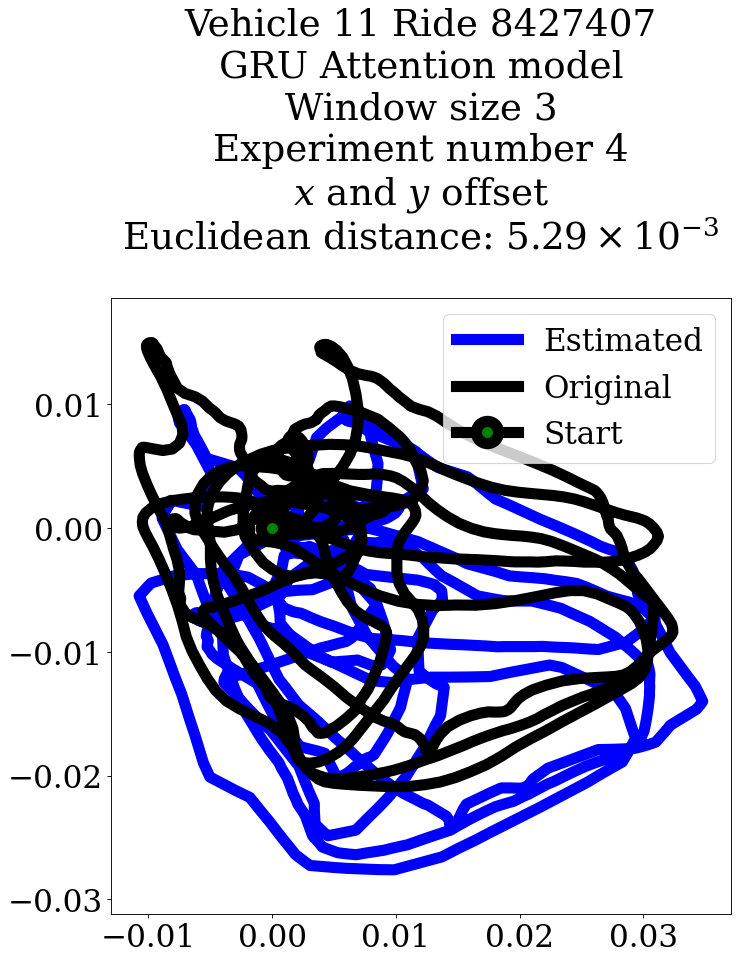 Vehicle 11 Ride 8427407
GRU Attention model
Window size 3
Experiment number 4
x and y offset
Euclidean distance: 5.29 × 10⁻³
Estimated
Original
Start
0.01
0.00
−0.01
−0.02
−0.03
−0.01 0.00 0.01 0.02 0.03